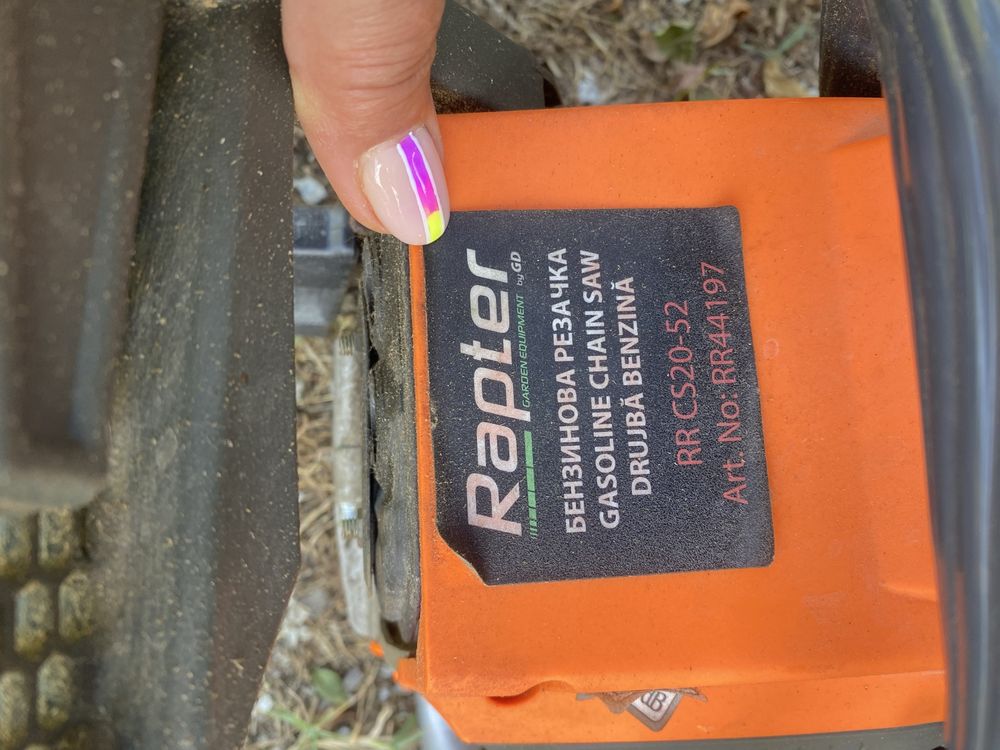 Rapter
GARDEN EQUIPMENT by GD
БЕНЗИНОВА РЕЗАЧКА
GASOLINE CHAIN SAW
DRUJBĂ BENZINĂ
RR CS20-52
Art. No: RR44197